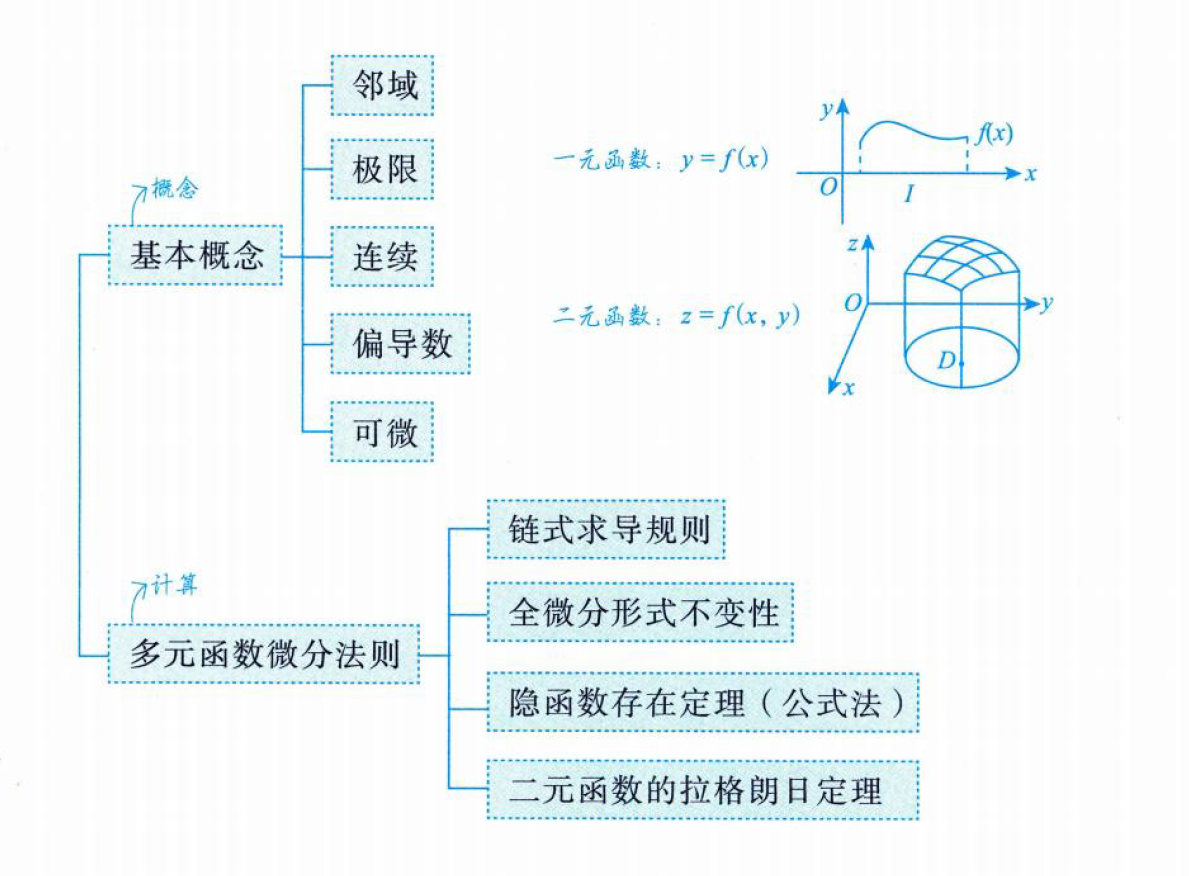 邻域
极限
概念
基本概念
连续
偏导数
可微
一元函数：y = f(x)
y
f(x)
O
I
x
二元函数：z = f(x, y)
z
O
y
D
x
链式求导规则
计算
全微分形式不变性
多元函数微分法则
隐函数存在定理（公式法）
二元函数的拉格朗日定理